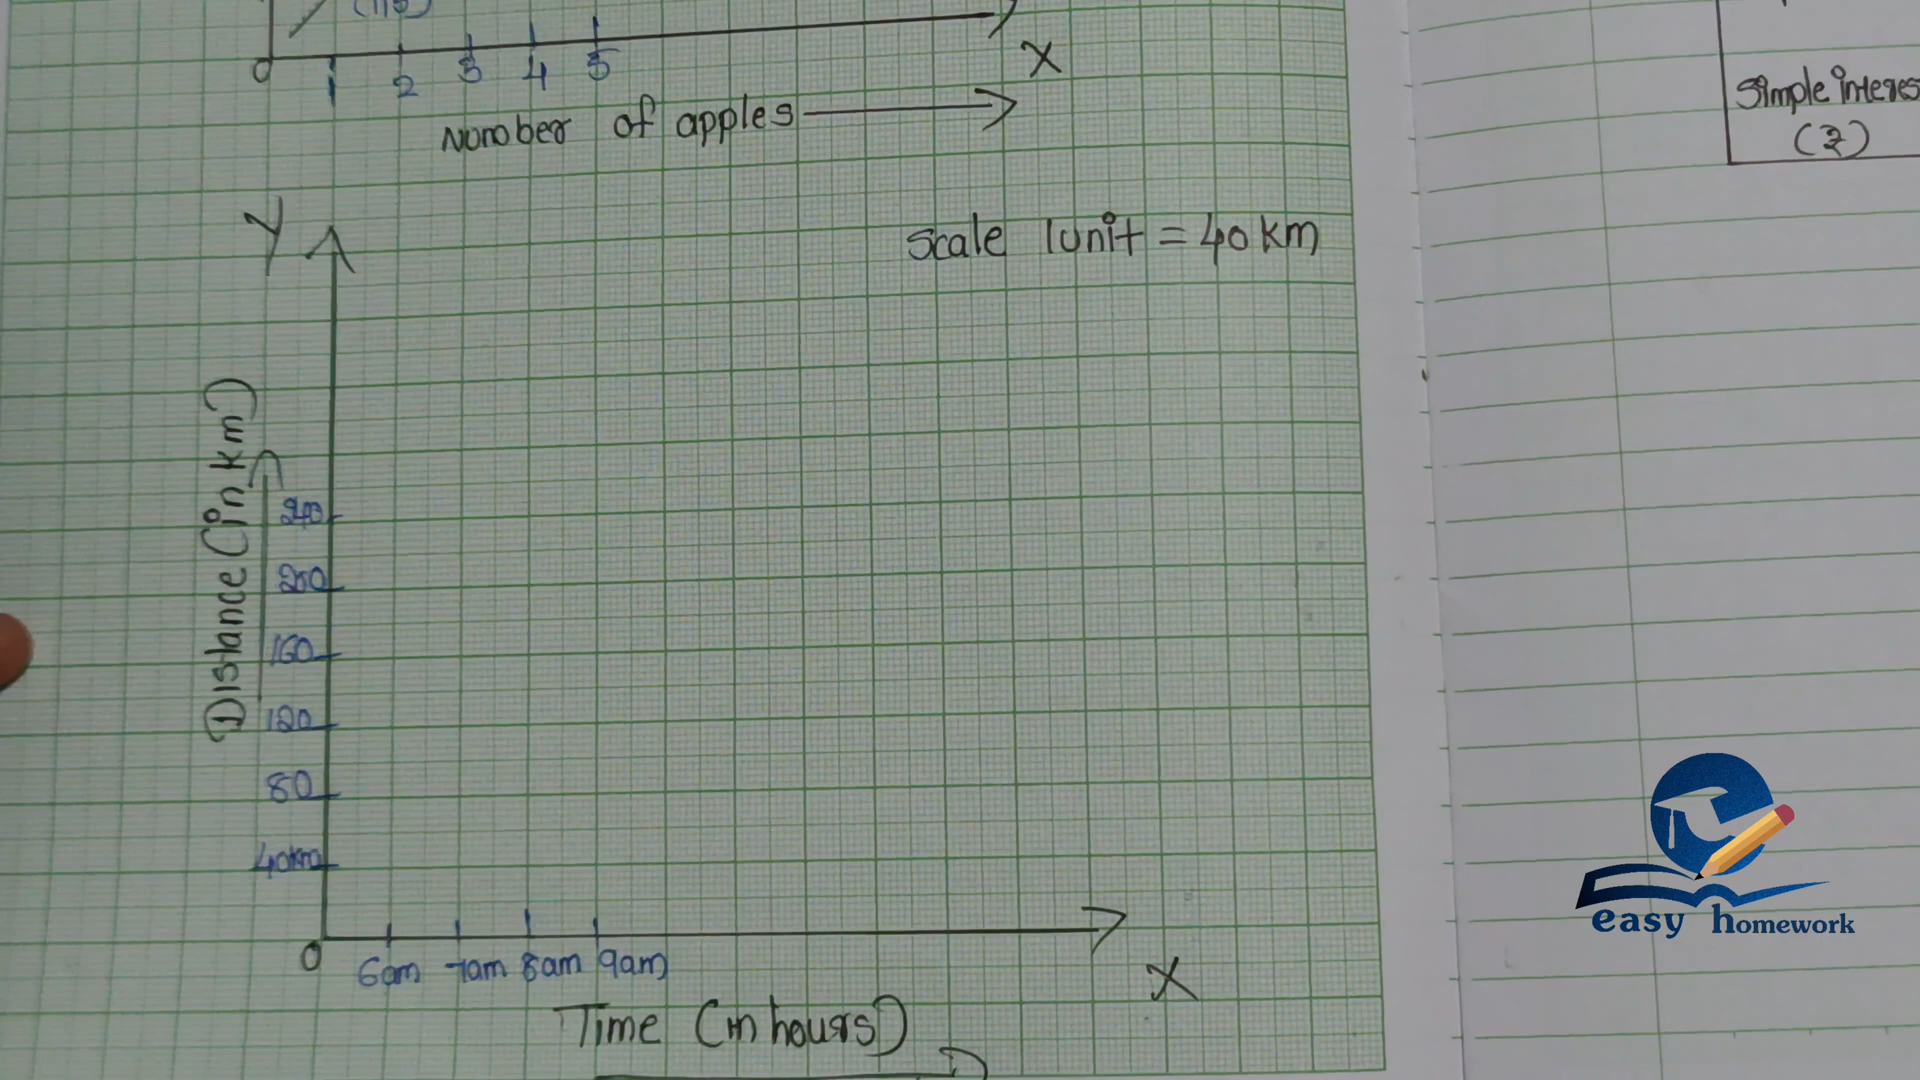 0 1 2 3 4 5 X
Number of apples
Simple interes
(₹)
Y
Scale 1unit = 40 km
Distance (in km)
240
200
160
120
80
40km
0 6am 7am 8am 9am X
Time (in hours)
easy homework